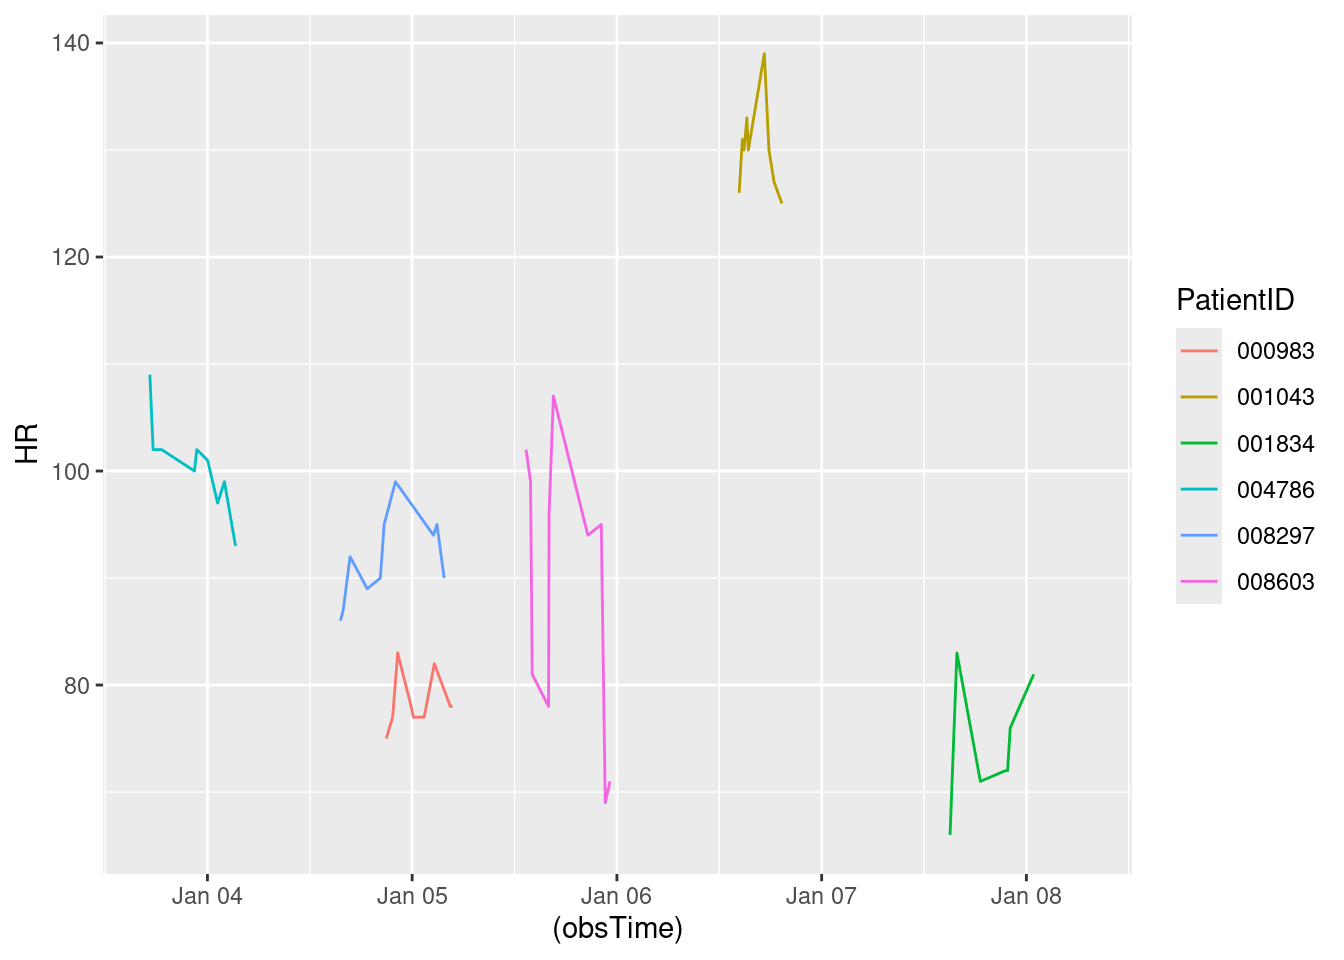 140
120
100
80
HR
Jan 04
Jan 05
Jan 06
Jan 07
Jan 08
(obsTime)
PatientID
000983
001043
001834
004786
008297
008603